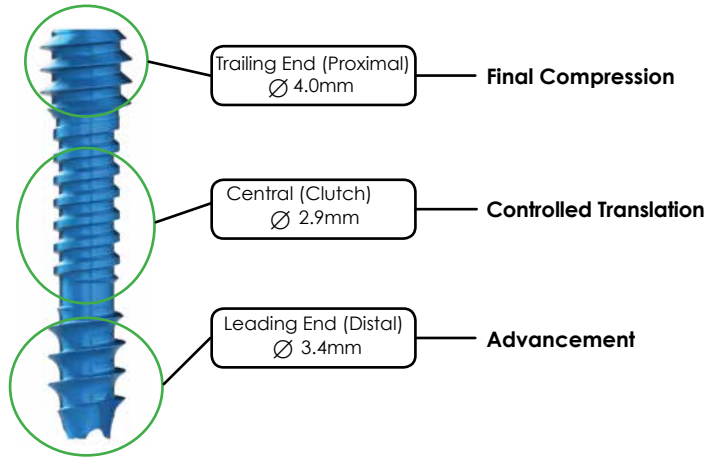 Trailing End (Proximal)
∅ 4.0mm
Final Compression
Central (Clutch)
∅ 2.9mm
Controlled Translation
Leading End (Distal)
∅ 3.4mm
Advancement